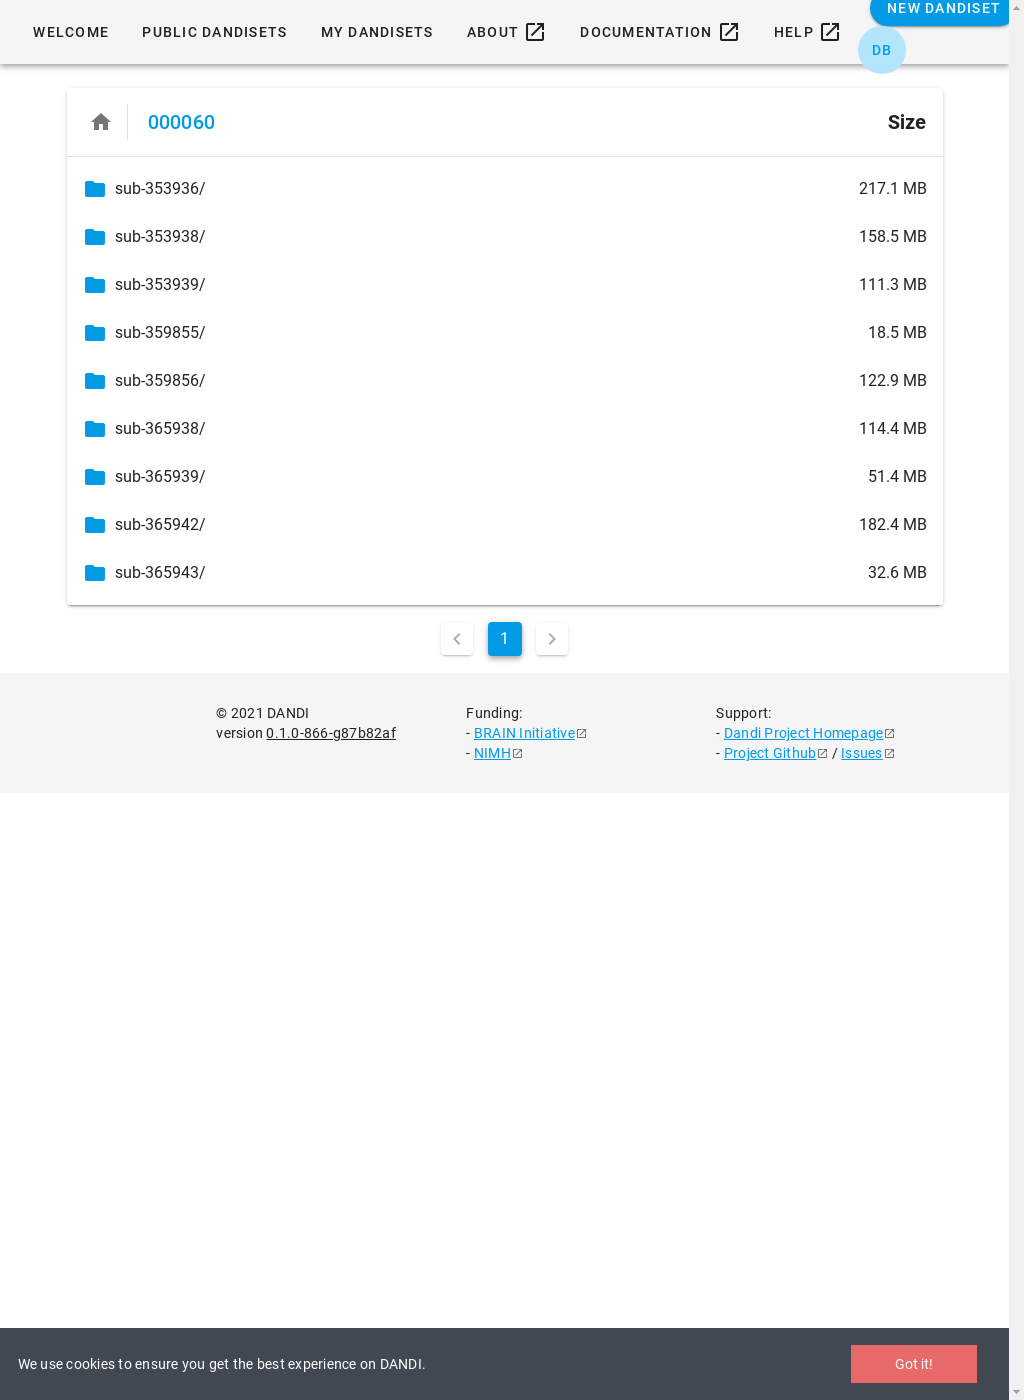 WELCOME PUBLIC DANDISETS MY DANDISETS ABOUT DOCUMENTATION HELP NEW DANDISET
DB
000060 Size
sub-353936/ 217.1 MB
sub-353938/ 158.5 MB
sub-353939/ 111.3 MB
sub-359855/ 18.5 MB
sub-359856/ 122.9 MB
sub-365938/ 114.4 MB
sub-365939/ 51.4 MB
sub-365942/ 182.4 MB
sub-365943/ 32.6 MB
1
© 2021 DANDI
version 0.1.0-866-g87b82af
Funding:
- BRAIN Initiative
- NIMH
Support:
- Dandi Project Homepage
- Project Github / Issues
We use cookies to ensure you get the best experience on DANDI. Got it!